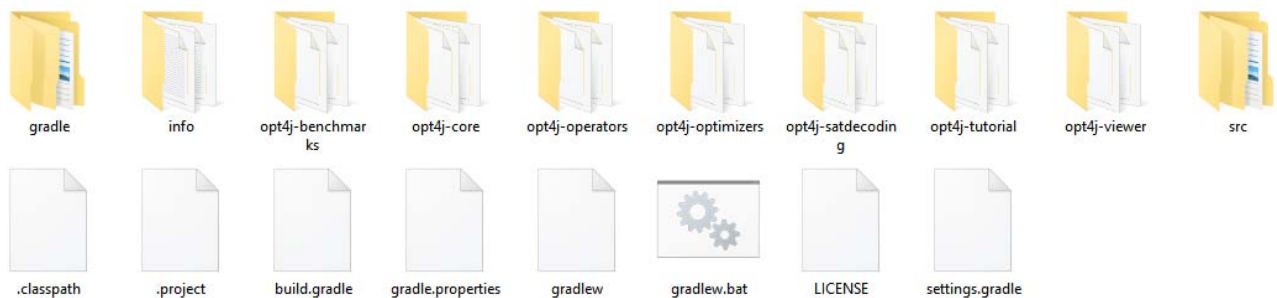 gradle
info
opt4j-benchmar
ks
opt4j-core
opt4j-operators
opt4j-optimizers
opt4j-satdecodin
g
opt4j-tutorial
opt4j-viewer
src
.classpath
.project
build.gradle
gradle.properties
gradlew
gradlew.bat
LICENSE
settings.gradle